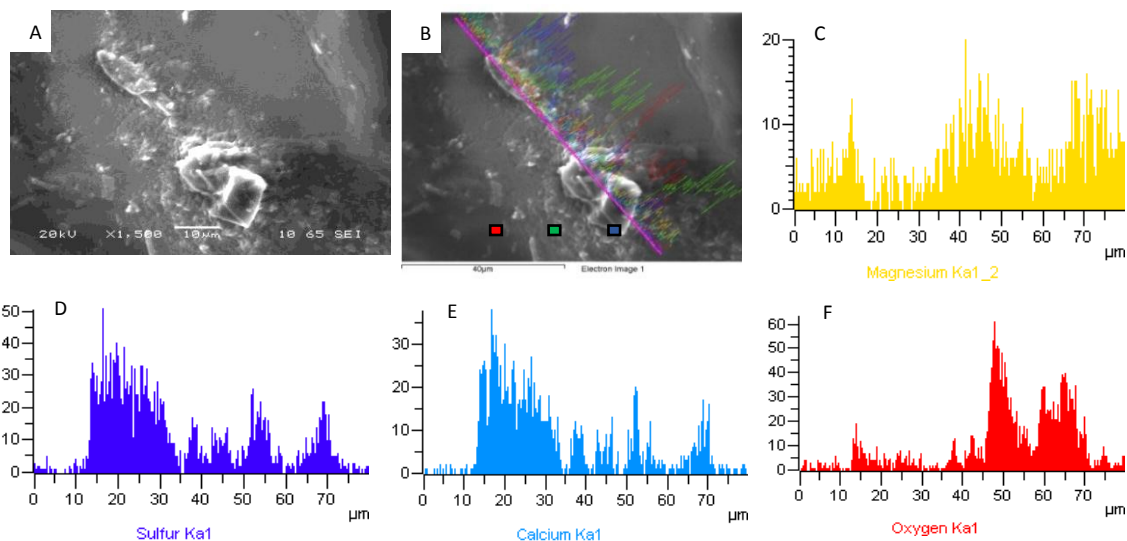 A
20kV X1,500 10µm 10 65 SEI
B
40µm Electron Image 1
C
20
10
0
0 10 20 30 40 50 60 70
µm
Magnesium Ka1_2
D
50
40
30
20
10
0
0 10 20 30 40 50 60 70
µm
Sulfur Ka1
E
30
20
10
0
0 10 20 30 40 50 60 70
µm
Calcium Ka1
F
60
50
40
30
20
10
0
0 10 20 30 40 50 60 70
µm
Oxygen Ka1